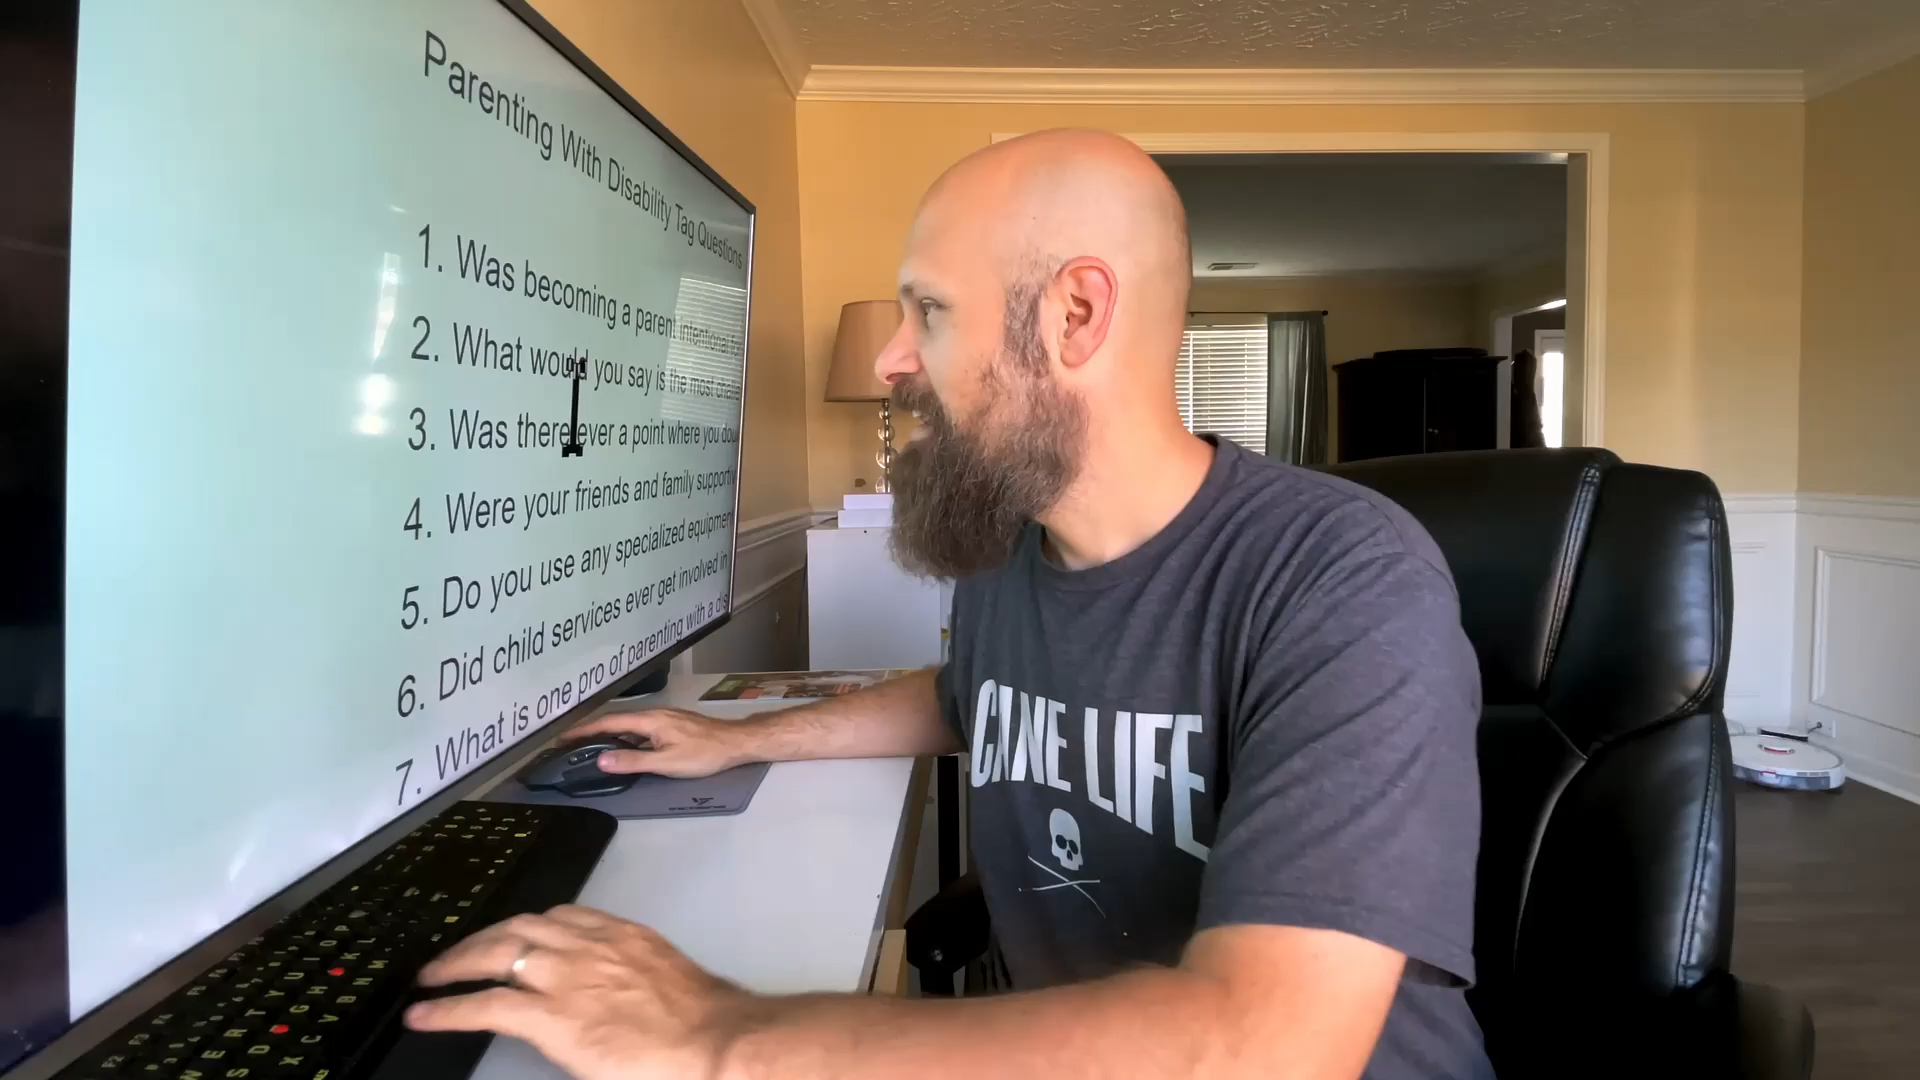 Parenting With Disability Tag Questions
1. Was becoming a parent intentional
2. What would you say is the most
3. Was there ever a point where you
4. Were your friends and family
5. Do you use any specialized
6. Did child services ever get involved in
7. What is one pro of parenting with a
CANE LIFE